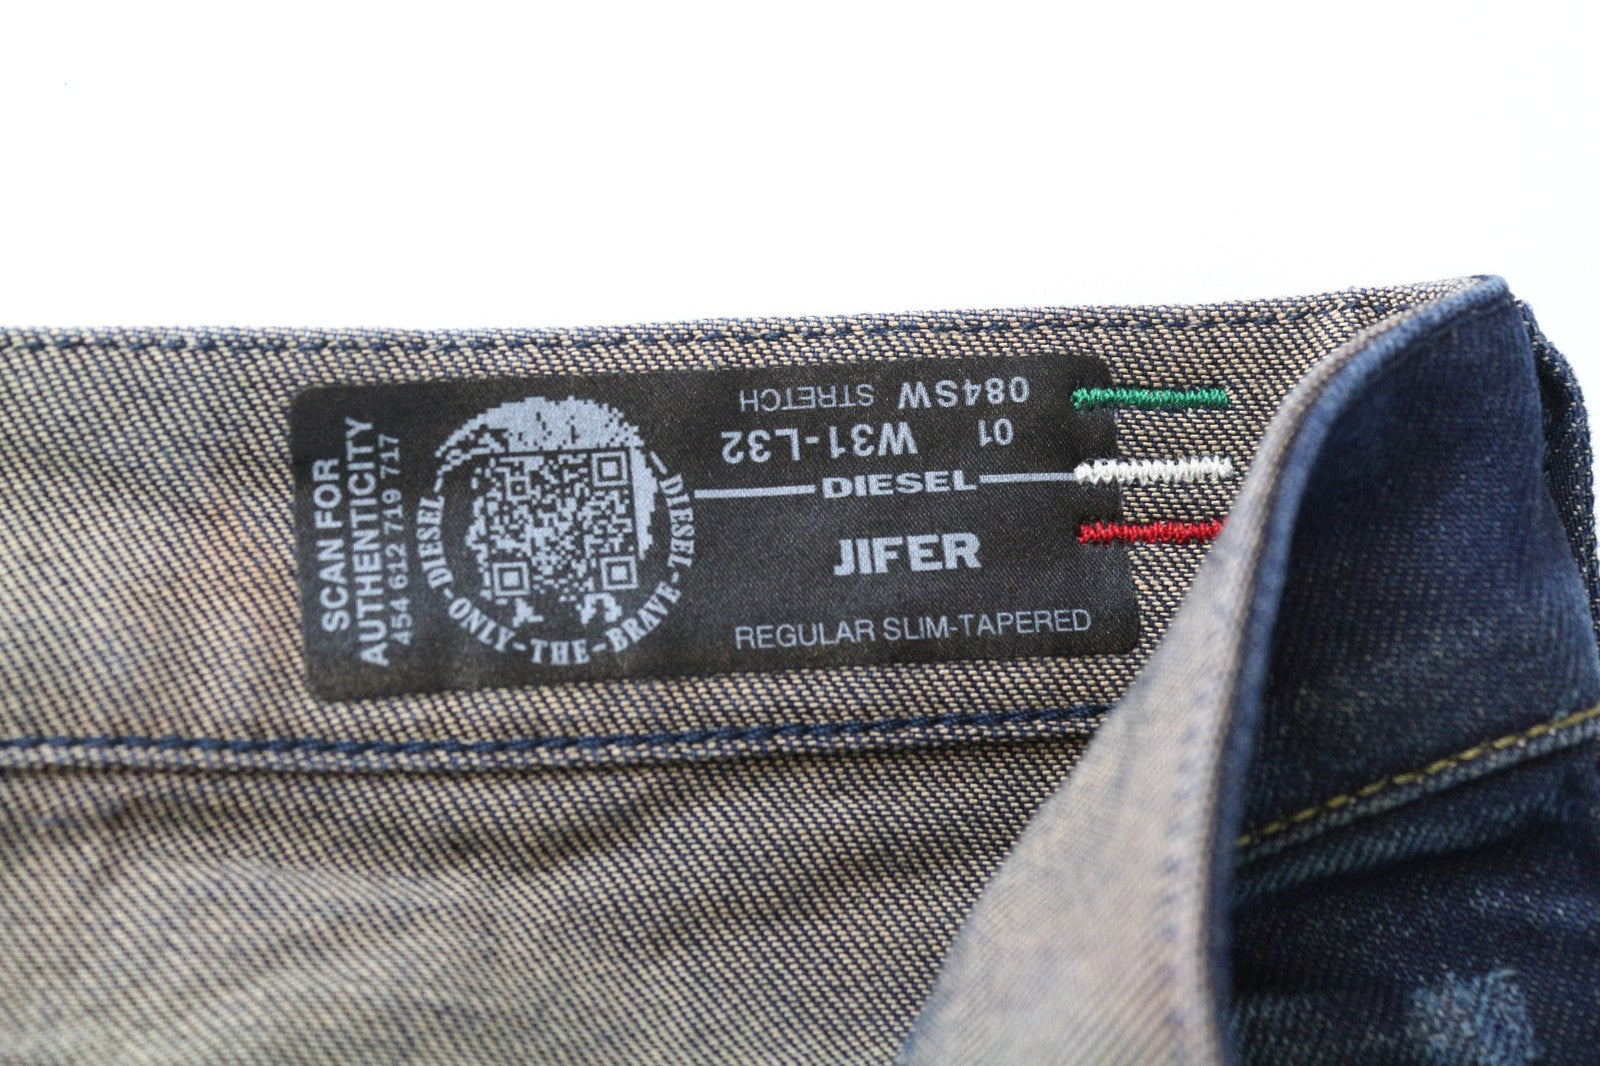 SCAN FOR
AUTHENTICITY
454 612 719 717
DIESEL-ONLY-THE-BRAVE-DIESEL
084SW STRETCH
01 W31-L32
DIESEL
JIFER
REGULAR SLIM-TAPERED